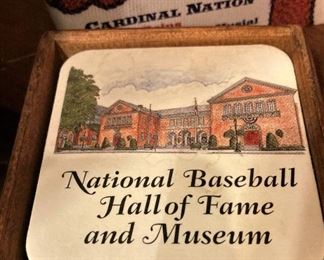 CARDINAL NATION
National Baseball
Hall of Fame
and Museum